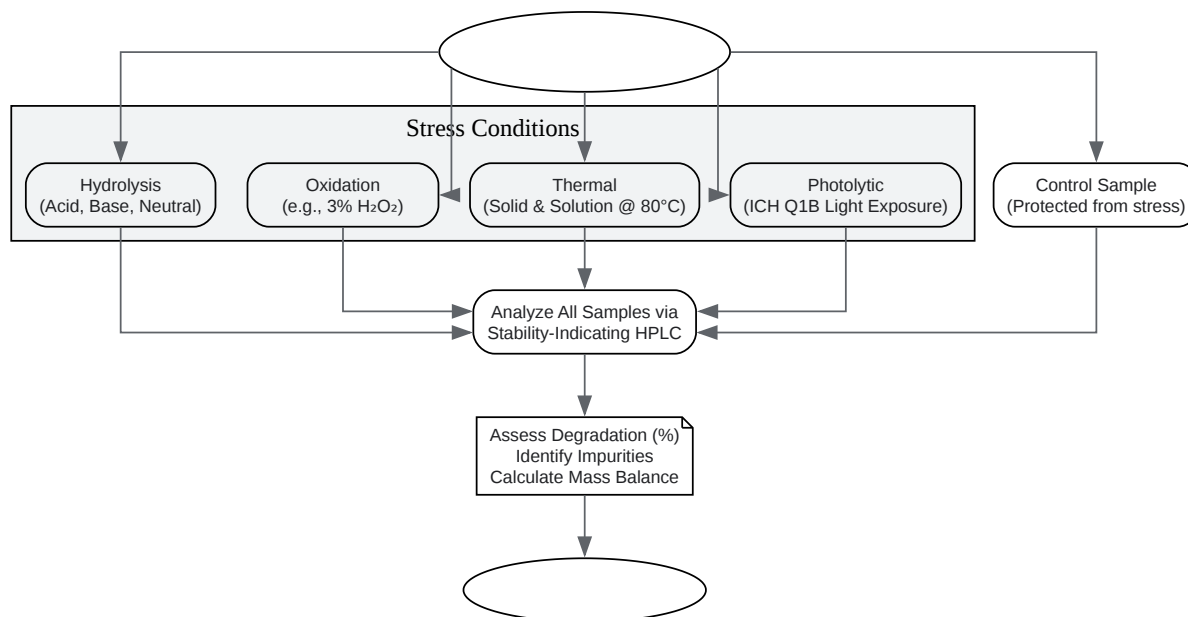 Stress Conditions
Hydrolysis
(Acid, Base, Neutral)
Oxidation
(e.g., 3% H₂O₂)
Thermal
(Solid & Solution @ 80°C)
Photolytic
(ICH Q1B Light Exposure)
Control Sample
(Protected from stress)
Analyze All Samples via
Stability-Indicating HPLC
Assess Degradation (%)
Identify Impurities
Calculate Mass Balance